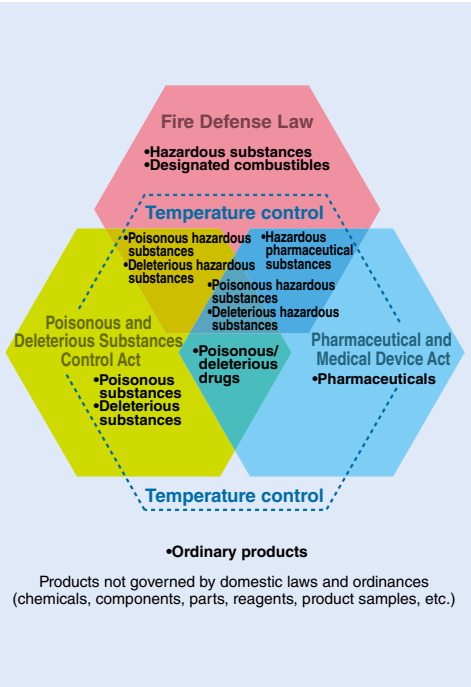 Fire Defense Law
•Hazardous substances
•Designated combustibles
Temperature control
•Poisonous hazardous
substances
•Deleterious hazardous
substances
•Hazardous
pharmaceutical
substances
•Poisonous hazardous
substances
•Deleterious hazardous
substances
Poisonous and
Deleterious Substances
Control Act
•Poisonous
substances
•Deleterious
substances
•Poisonous/
deleterious
drugs
Pharmaceutical and
Medical Device Act
•Pharmaceuticals
Temperature control
•Ordinary products
Products not governed by domestic laws and ordinances
(chemicals, components, parts, reagents, product samples, etc.)